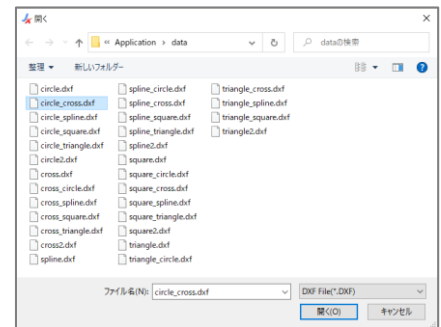 開く
« Application › data
dataの検索
整理 新しいフォルダー
circle.dxf
circle_cross.dxf
circle_spline.dxf
circle_square.dxf
circle_triangle.dxf
circle2.dxf
cross.dxf
cross_circle.dxf
cross_spline.dxf
cross_square.dxf
cross_triangle.dxf
cross2.dxf
spline.dxf
spline_circle.dxf
spline_cross.dxf
spline_square.dxf
spline_triangle.dxf
spline2.dxf
square.dxf
square_circle.dxf
square_cross.dxf
square_spline.dxf
square_triangle.dxf
square2.dxf
triangle.dxf
triangle_circle.dxf
triangle_cross.dxf
triangle_spline.dxf
triangle_square.dxf
triangle2.dxf
ファイル名(N): circle_cross.dxf DXF File(*.DXF)
開く(O) キャンセル